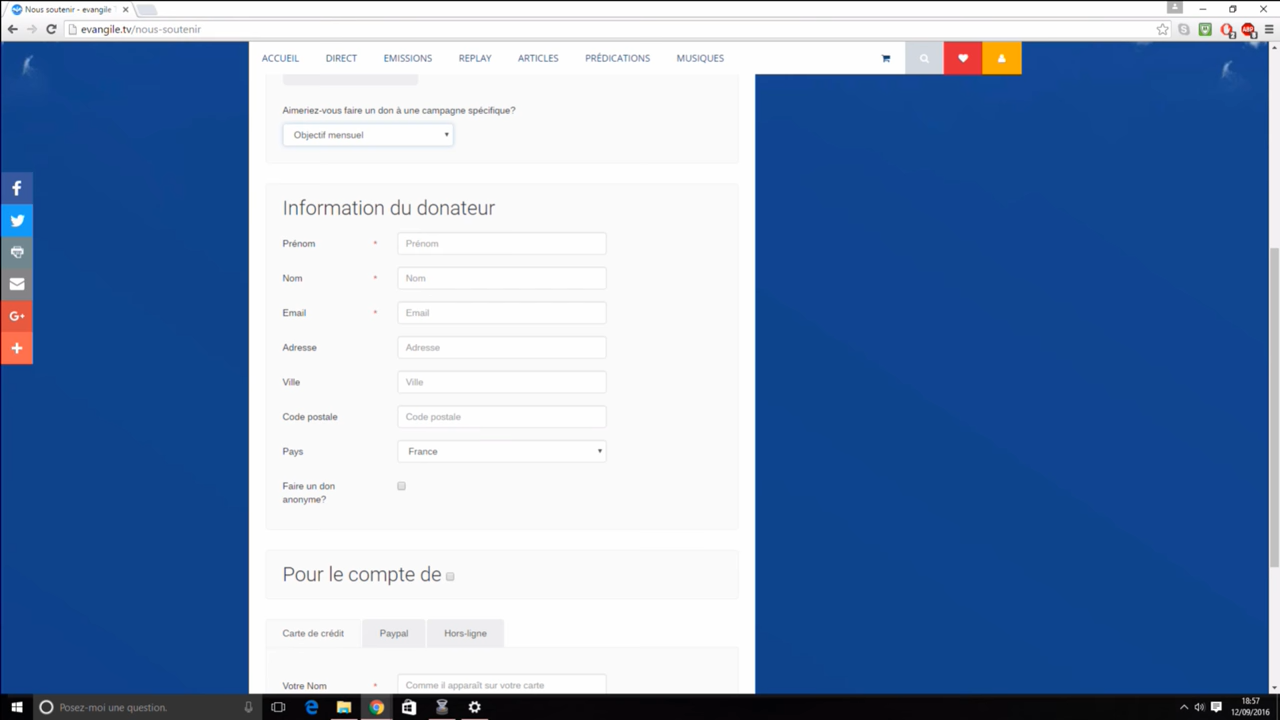 Nous soutenir - evangile
evangile.tv/nous-soutenir
ACCUEIL DIRECT EMISSIONS REPLAY ARTICLES PRÉDICATIONS MUSIQUES
Aimeriez-vous faire un don à une campagne spécifique?
Objectif mensuel
Information du donateur
Prénom * Prénom
Nom * Nom
Email * Email
Adresse Adresse
Ville Ville
Code postale Code postale
Pays France
Faire un don
anonyme?
Pour le compte de
Carte de crédit Paypal Hors-ligne
Votre Nom * Comme il apparaît sur votre carte
Posez-moi une question.
18:57
12/09/2016